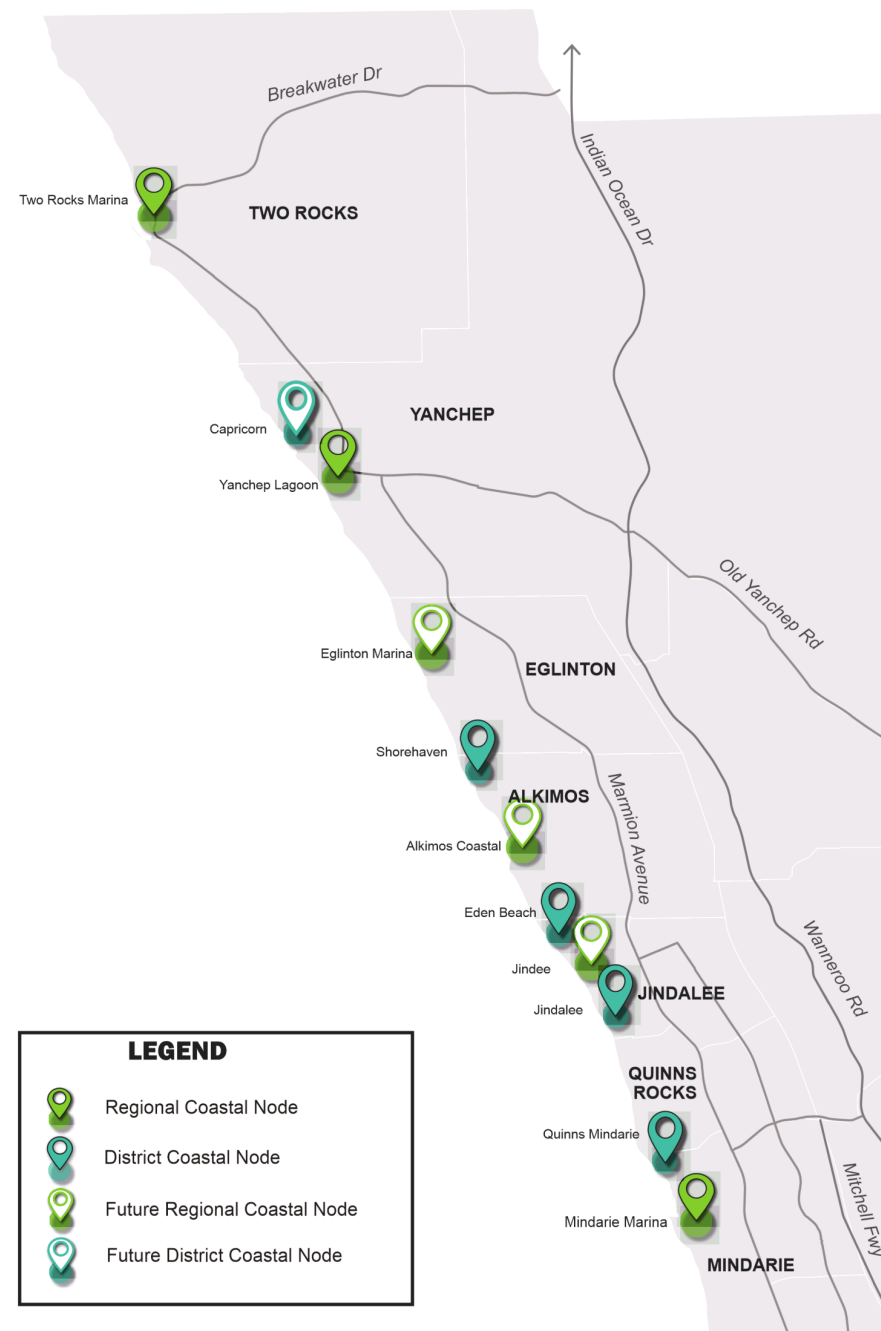 Breakwater Dr
Indian Ocean Dr
Two Rocks Marina
TWO ROCKS
Capricorn
YANCHEP
Yanchep Lagoon
Old Yanchep Rd
Eglinton Marina
EGLINTON
Shorehaven
ALKIMOS
Marmion Avenue
Alkimos Coastal
Eden Beach
Wanneroo Rd
Jindee
JINDALEE
Jindalee
QUINNS
ROCKS
Quinns Mindarie
Mitchell Fwy
Mindarie Marina
MINDARIE
LEGEND
Regional Coastal Node
District Coastal Node
Future Regional Coastal Node
Future District Coastal Node